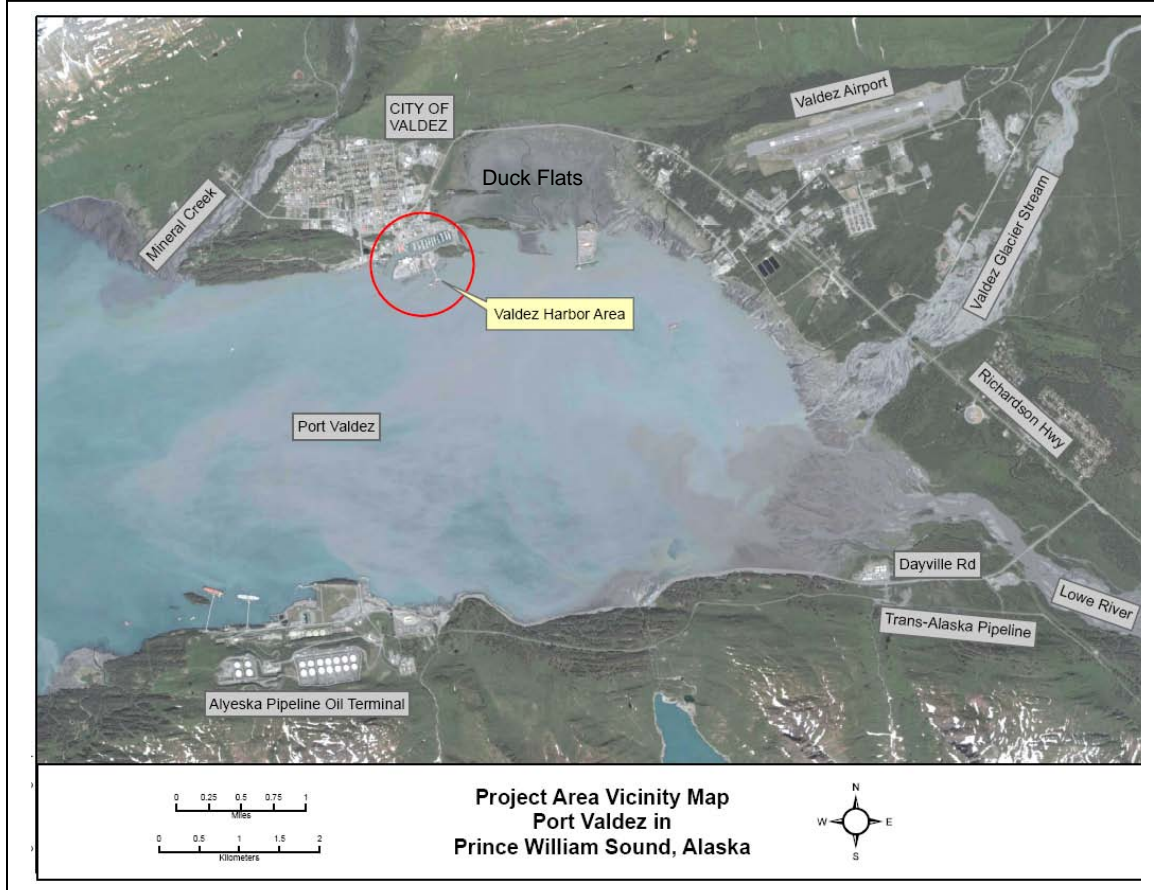 CITY OF
VALDEZ
Valdez Airport
Duck Flats
Mineral Creek
Valdez Glacier Stream
Valdez Harbor Area
Richardson Hwy
Port Valdez
Dayville Rd
Lowe River
Trans-Alaska Pipeline
Alyeska Pipeline Oil Terminal
0 0.25 0.5 0.75 1
Miles
0 0.5 1 1.5 2
Kilometers
Project Area Vicinity Map
Port Valdez in
Prince William Sound, Alaska
N
W E
S